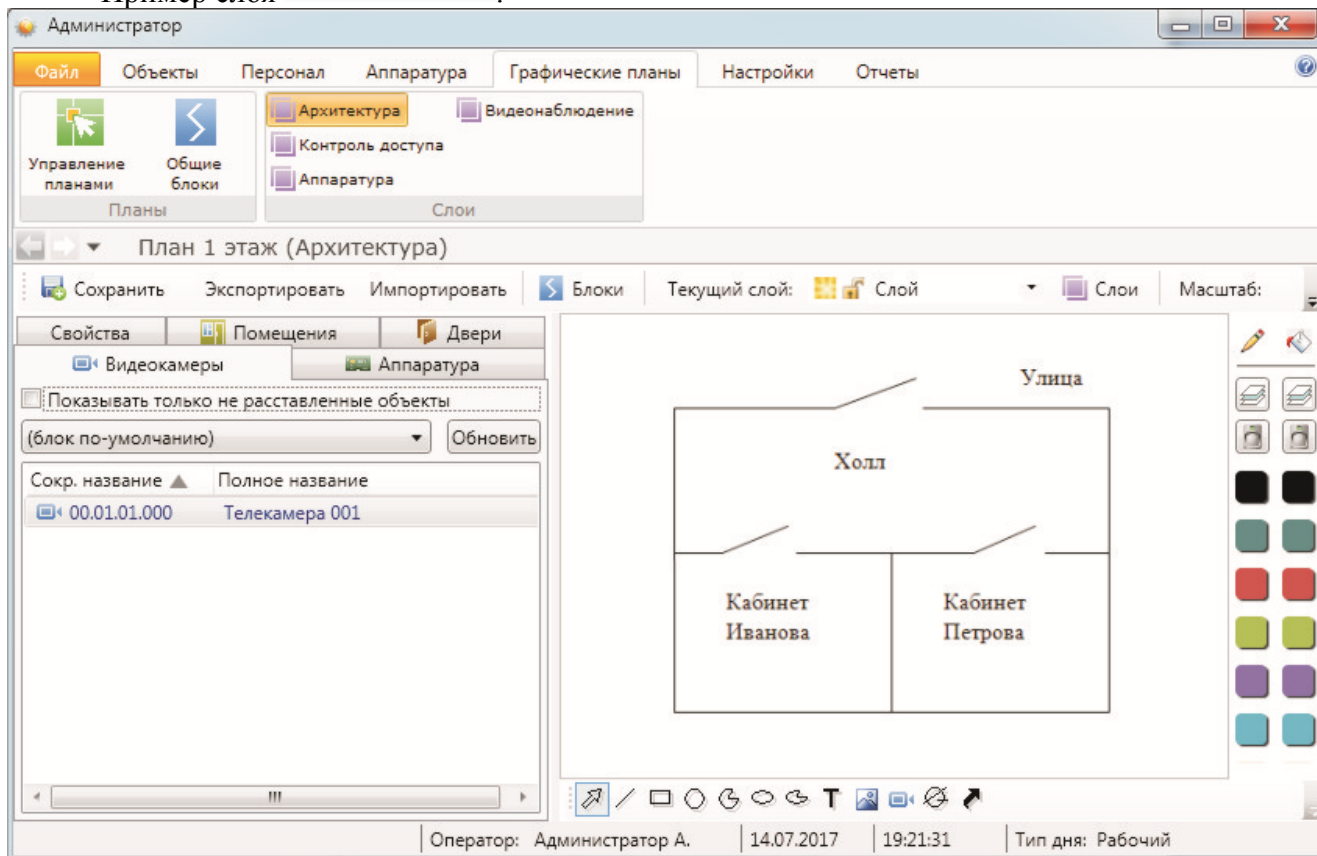 Пример слоя
Администратор
Файл Объекты Персонал Аппаратура Графические планы Настройки Отчеты
Архитектура Видеонаблюдение
Контроль доступа
Управление планами Общие блоки Аппаратура
Планы Слои
План 1 этаж (Архитектура)
Сохранить Экспортировать Импортировать Блоки Текущий слой: Слой Слои Масштаб:
Свойства Помещения Двери
Видеокамеры Аппаратура
Показывать только не расставленные объекты
(блок по-умолчанию) Обновить
Сокр. название Полное название
00.01.01.000 Телекамера 001
Улица
Холл
Кабинет
Иванова
Кабинет
Петрова
Оператор: Администратор А. 14.07.2017 19:21:31 Тип дня: Рабочий